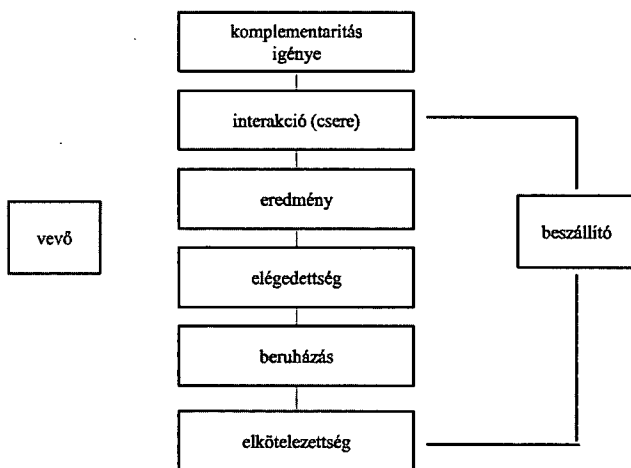 komplementaritás
igénye
interakció (csere)
eredmény
vevő
beszállító
elégedettség
beruházás
elkötelezettség